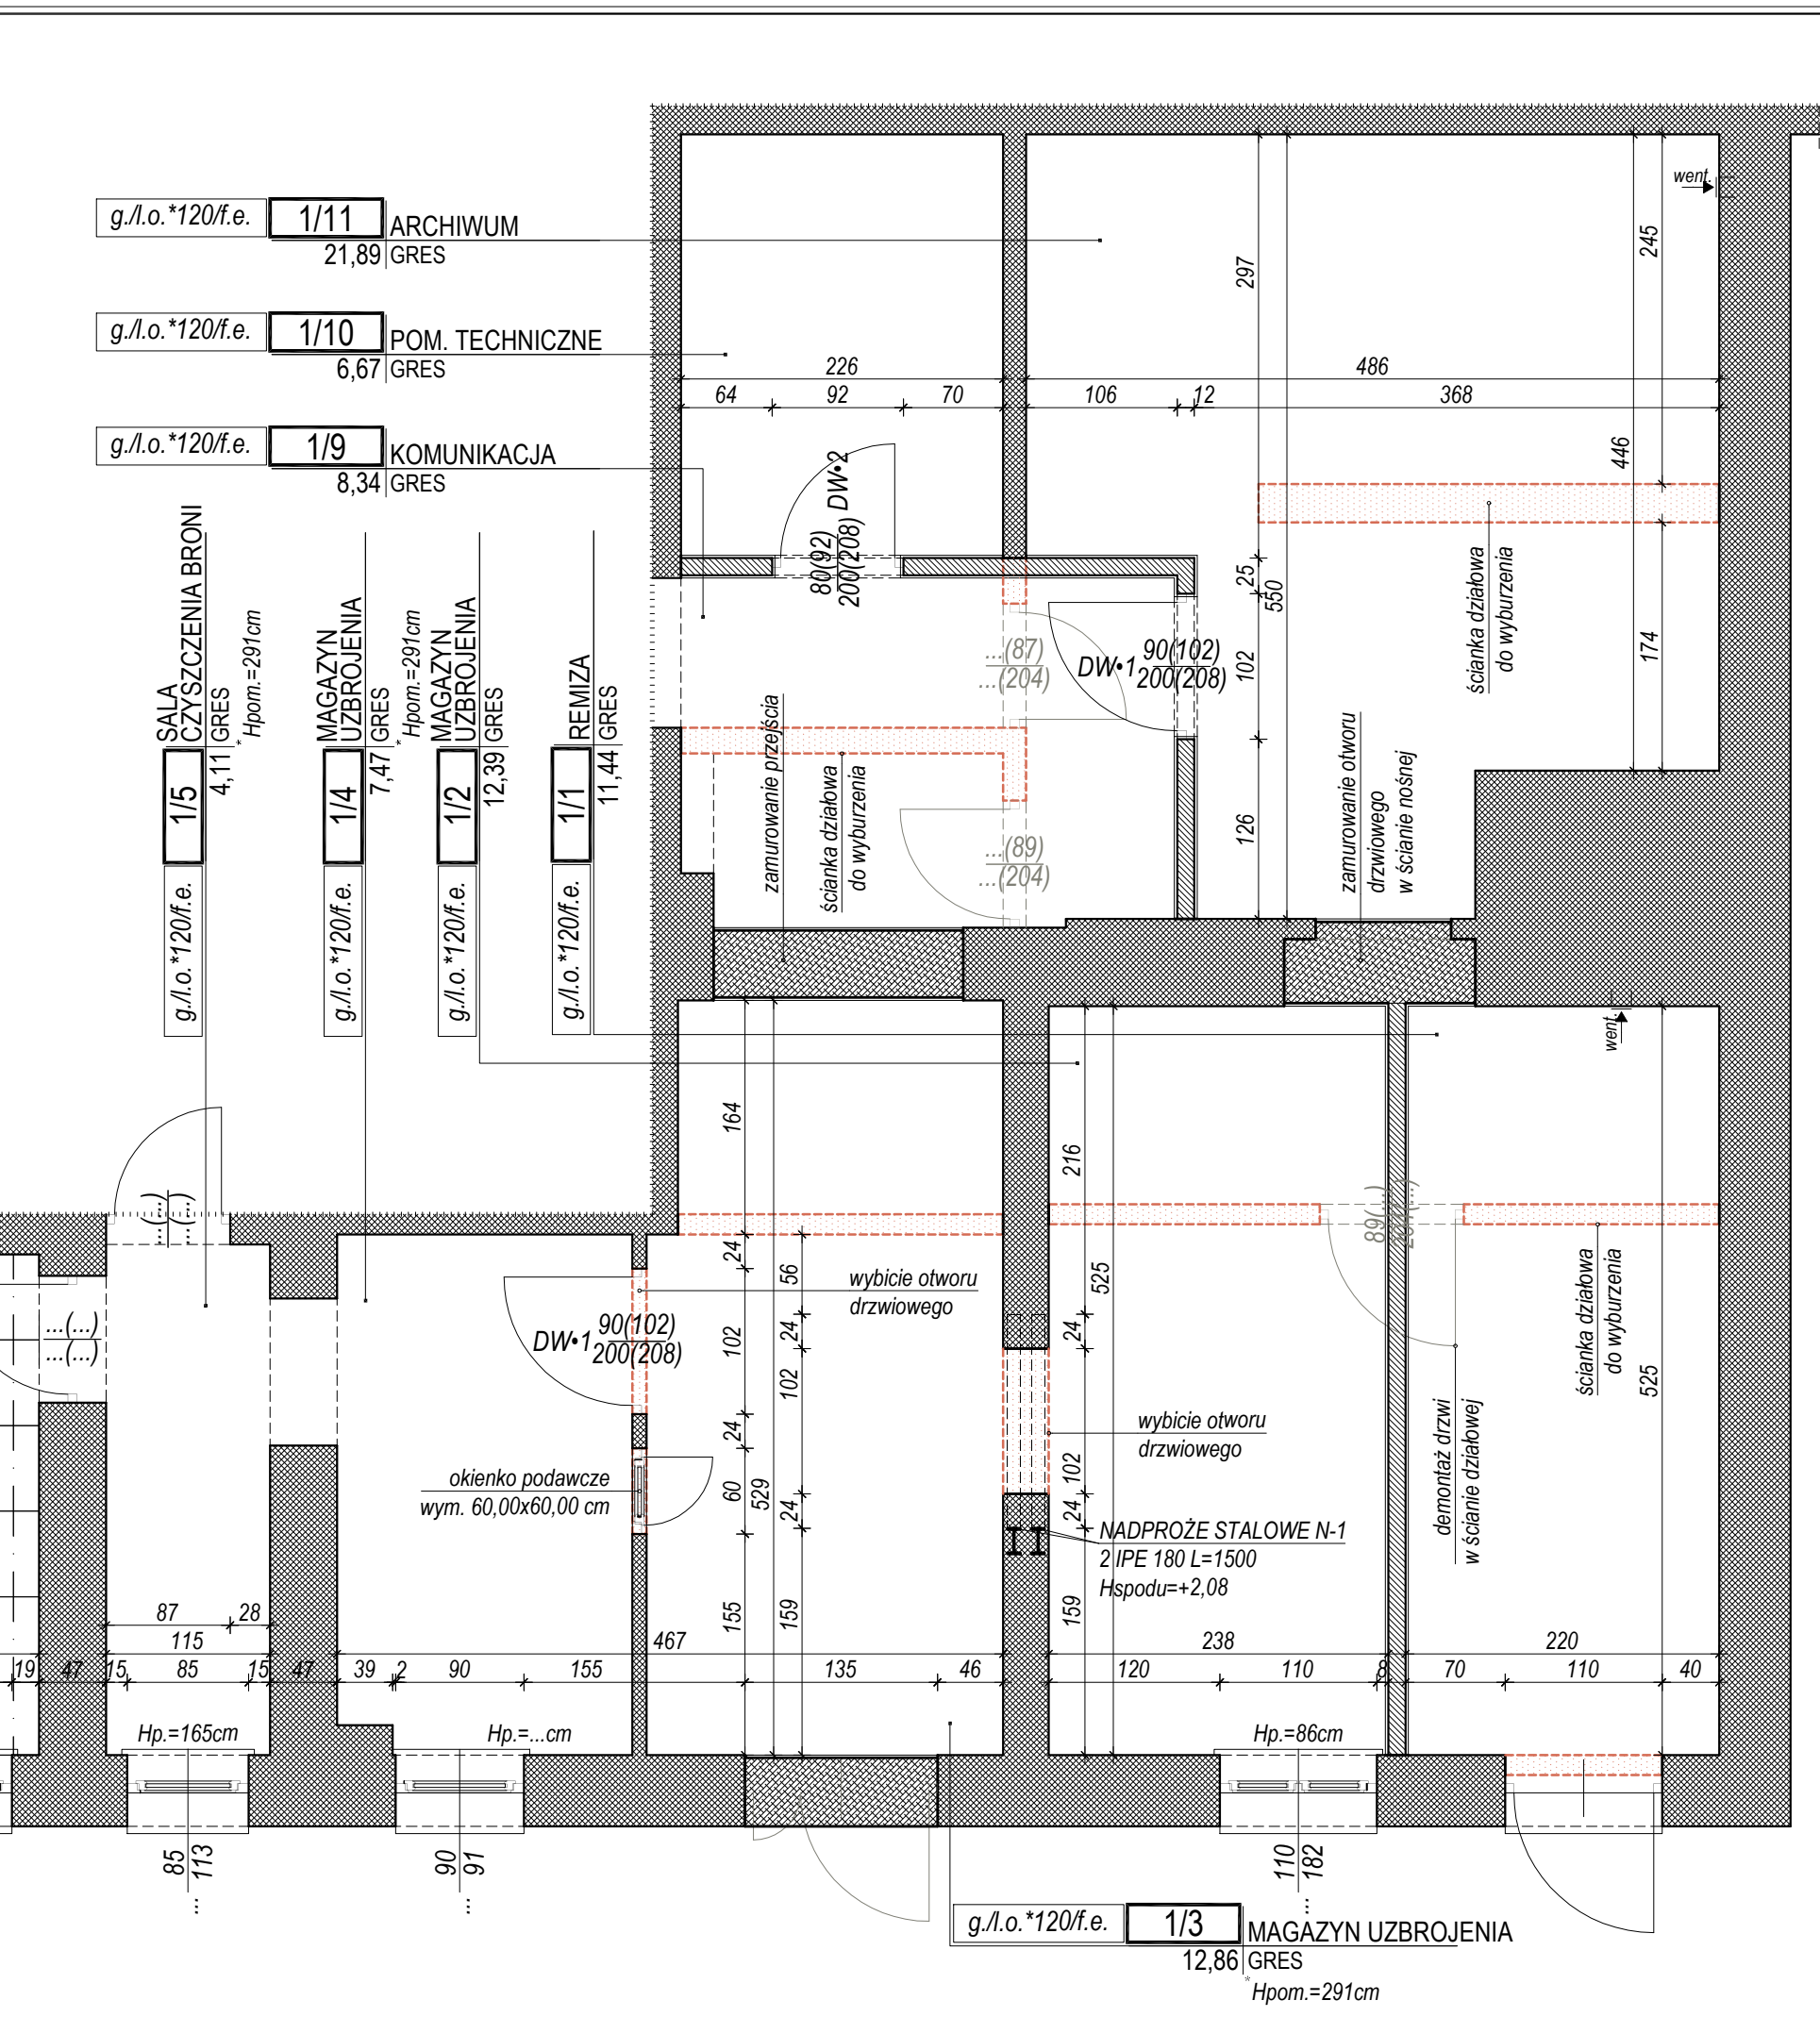 g./l.o.*120/f.e. 1/11 ARCHIWUM
21,89 GRES
g./l.o.*120/f.e. 1/10 POM. TECHNICZNE
6,67 GRES
g./l.o.*120/f.e. 1/9 KOMUNIKACJA
8,34 GRES
g./l.o.*120/f.e. 1/5 SALA
CZYSZCZENIA BRONI
4,11 GRES
* Hpom.=291cm
g./l.o.*120/f.e. 1/4 MAGAZYN
UZBROJENIA
7,47 GRES
* Hpom.=291cm
g./l.o.*120/f.e. 1/2 MAGAZYN
UZBROJENIA
12,39 GRES
g./l.o.*120/f.e. 1/1 REMIZA
11,44 GRES
went.
297
245
226
486
64 92 70
106 12 368
446
DW•2
80(92)
200(208)
25
550
ścianka działowa
do wyburzenia
174
...(87)
...(204)
DW•1 90(102)
200(208)
102
zamurowanie przejścia
ścianka działowa
do wyburzenia
...(89)
...(204)
126
zamurowanie otworu
drzwiowego
w ścianie nośnej
went.
164
216
...(...)
...(...)
89(...)
24
56
wybicie otworu
drzwiowego
525
ścianka działowa
do wyburzenia
...(...)
...(...)
DW•1 90(102)
200(208)
102
24
24
102
525
demontaż drzwi
w ścianie działowej
24
wybicie otworu
drzwiowego
okienko podawcze
wym. 60,00x60,00 cm
60
529
24
102
24
NADPROŻE STALOWE N-1
2 IPE 180 L=1500
Hspodu=+2,08
155
159
159
87 28
115
467
238
220
19 47 15 85 15 47 39 2 90 155 135 46 120 110 8 70 110 40
Hp.=165cm
Hp.=...cm
Hp.=86cm
85
113
...
90
91
...
110
182
...
g./l.o.*120/f.e. 1/3 MAGAZYN UZBROJENIA
12,86 GRES
* Hpom.=291cm